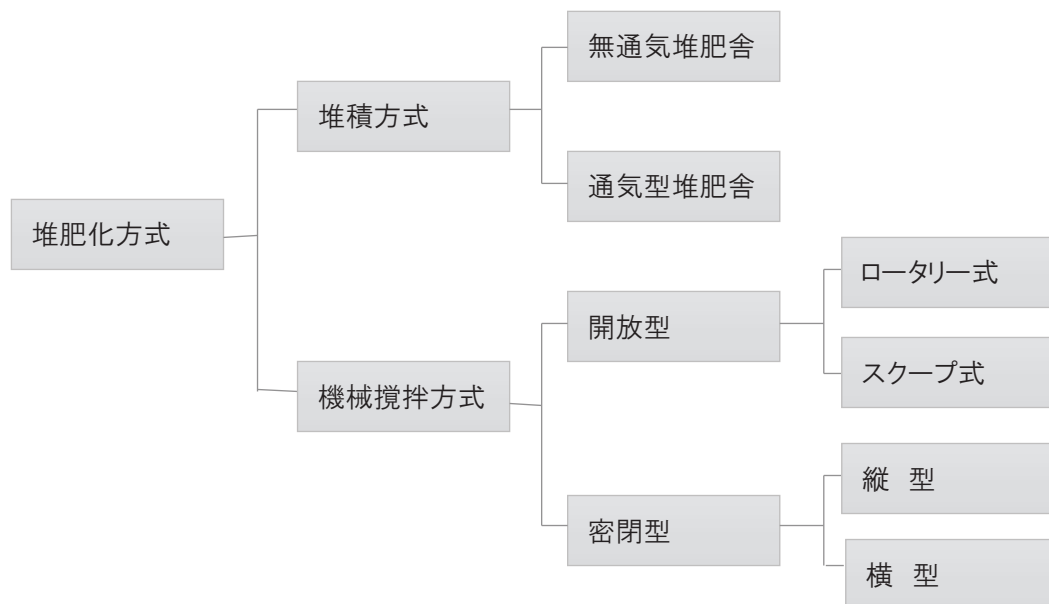 堆肥化方式
堆積方式
無通気堆肥舎
通気型堆肥舎
機械撹拌方式
開放型
ロータリー式
スクープ式
密閉型
縦 型
横 型